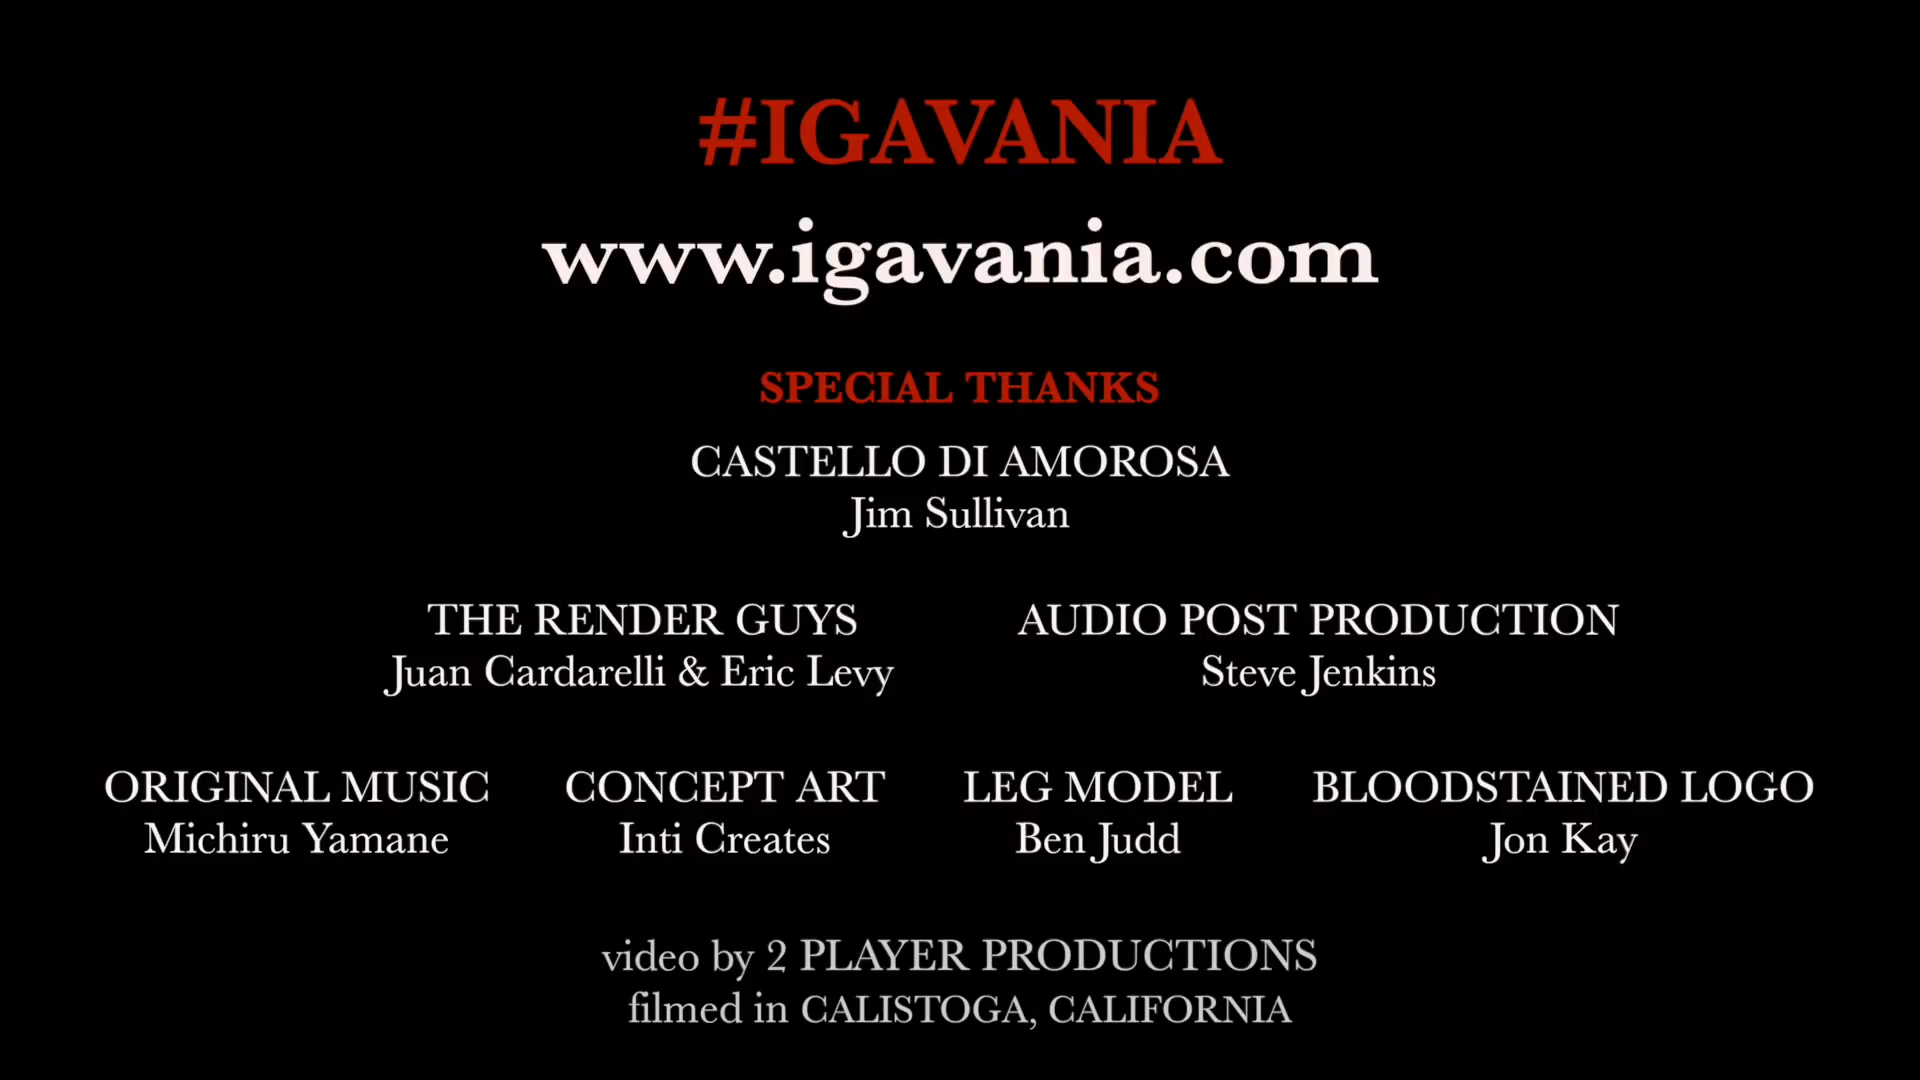 #IGAVANIA
www.igavania.com
SPECIAL THANKS
CASTELLO DI AMOROSA
Jim Sullivan
THE RENDER GUYS
Juan Cardarelli & Eric Levy
AUDIO POST PRODUCTION
Steve Jenkins
ORIGINAL MUSIC
Michiru Yamane
CONCEPT ART
Inti Creates
LEG MODEL
Ben Judd
BLOODSTAINED LOGO
Jon Kay
video by 2 PLAYER PRODUCTIONS
filmed in CALISTOGA, CALIFORNIA